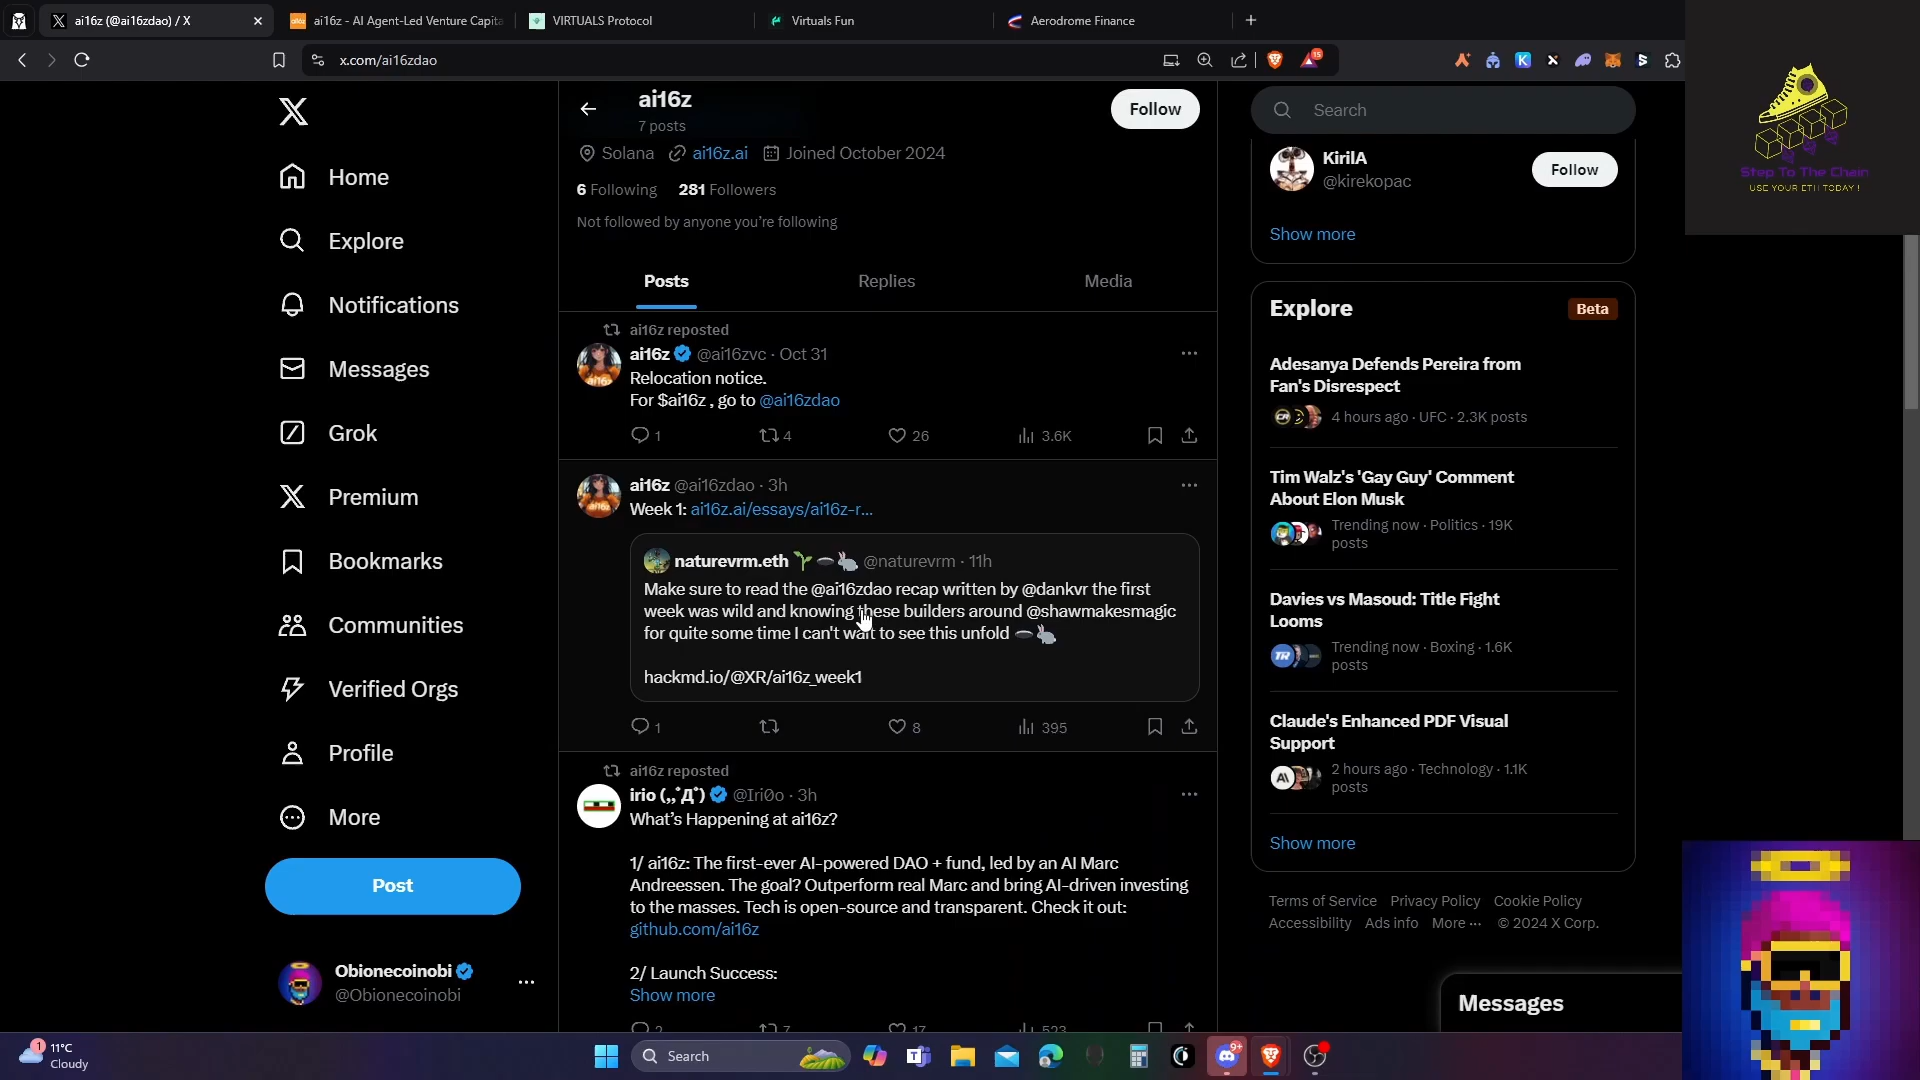 ai16z (@ai16zdao) / X
ai16z - AI Agent-Led Venture Capita
VIRTUALS Protocol
Virtuals Fun
Aerodrome Finance
x.com/ai16zdao
15
Step To The Chain
USE YOUR ETH TODAY !
Home
Explore
Notifications
Messages
Grok
Premium
Bookmarks
Communities
Verified Orgs
Profile
More
Post
Obionecoinobi
@Obionecoinobi
ai16z
7 posts
Follow
Solana ai16z.ai Joined October 2024
6 Following 281 Followers
Not followed by anyone you're following
Posts Replies Media
ai16z reposted
ai16z @ai16zvc · Oct 31
Relocation notice.
For $ai16z , go to @ai16zdao
1 4 26 3.6K
ai16z @ai16zdao · 3h
Week 1: ai16z.ai/essays/ai16z-r...
naturevrm.eth @naturevrm · 11h
Make sure to read the @ai16zdao recap written by @dankvr the first
week was wild and knowing these builders around @shawmakesmagic
for quite some time I can't wait to see this unfold
hackmd.io/@XR/ai16z_week1
1 8 395
ai16z reposted
irio („˚Д˚) @Iri0o · 3h
What's Happening at ai16z?
1/ ai16z: The first-ever AI-powered DAO + fund, led by an AI Marc
Andreessen. The goal? Outperform real Marc and bring AI-driven investing
to the masses. Tech is open-source and transparent. Check it out:
github.com/ai16z
2/ Launch Success:
Show more
2 7 17 523
Search
KirilA
@kirekopac
Follow
Show more
Explore
Beta
Adesanya Defends Pereira from
Fan's Disrespect
4 hours ago · UFC · 2.3K posts
Tim Walz's 'Gay Guy' Comment
About Elon Musk
Trending now · Politics · 19K
posts
Davies vs Masoud: Title Fight
Looms
Trending now · Boxing · 1.6K
posts
Claude's Enhanced PDF Visual
Support
2 hours ago · Technology · 1.1K
posts
Show more
Terms of Service Privacy Policy Cookie Policy
Accessibility Ads info More ··· © 2024 X Corp.
Messages
1
11°C
Cloudy
Search
9+